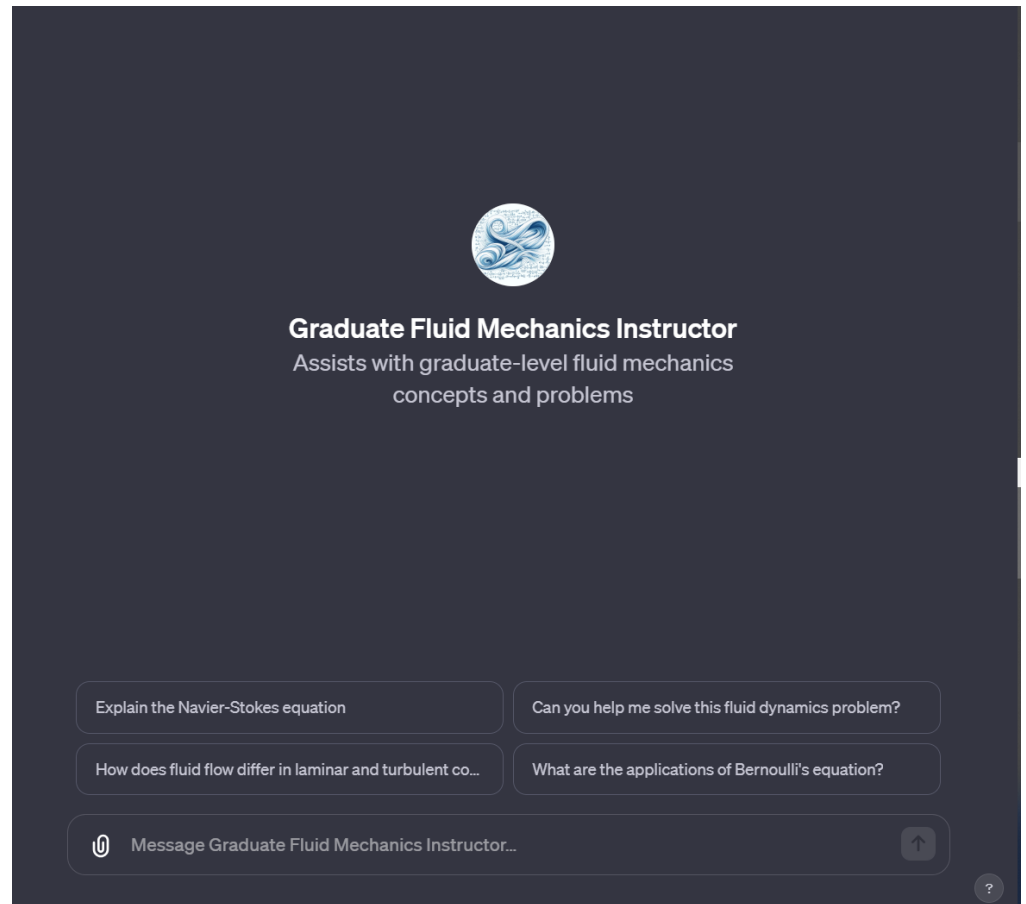 Graduate Fluid Mechanics Instructor
Assists with graduate-level fluid mechanics
concepts and problems
Explain the Navier-Stokes equation
Can you help me solve this fluid dynamics problem?
How does fluid flow differ in laminar and turbulent co...
What are the applications of Bernoulli's equation?
Message Graduate Fluid Mechanics Instructor...
?